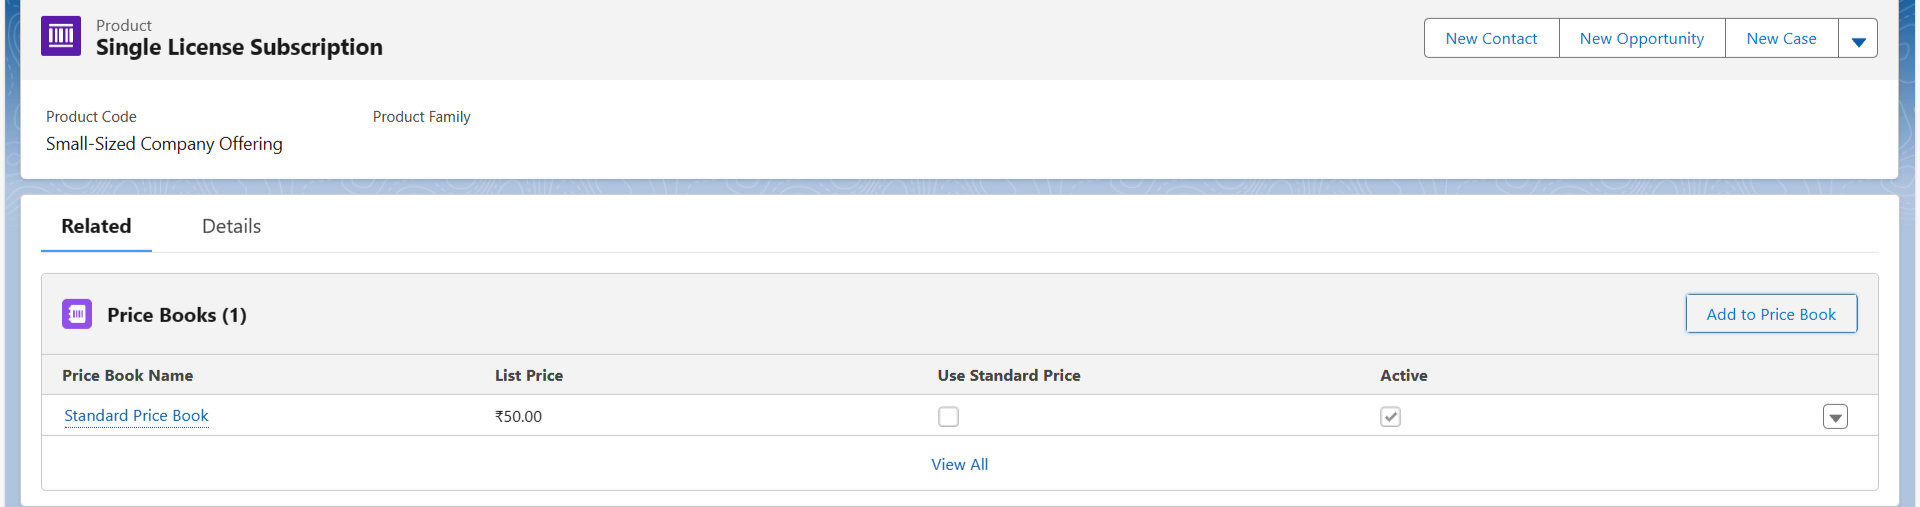 Product
Single License Subscription
New Contact New Opportunity New Case
Product Code Product Family
Small-Sized Company Offering
Related Details
Price Books (1) Add to Price Book
Price Book Name List Price Use Standard Price Active
Standard Price Book ₹50.00
View All